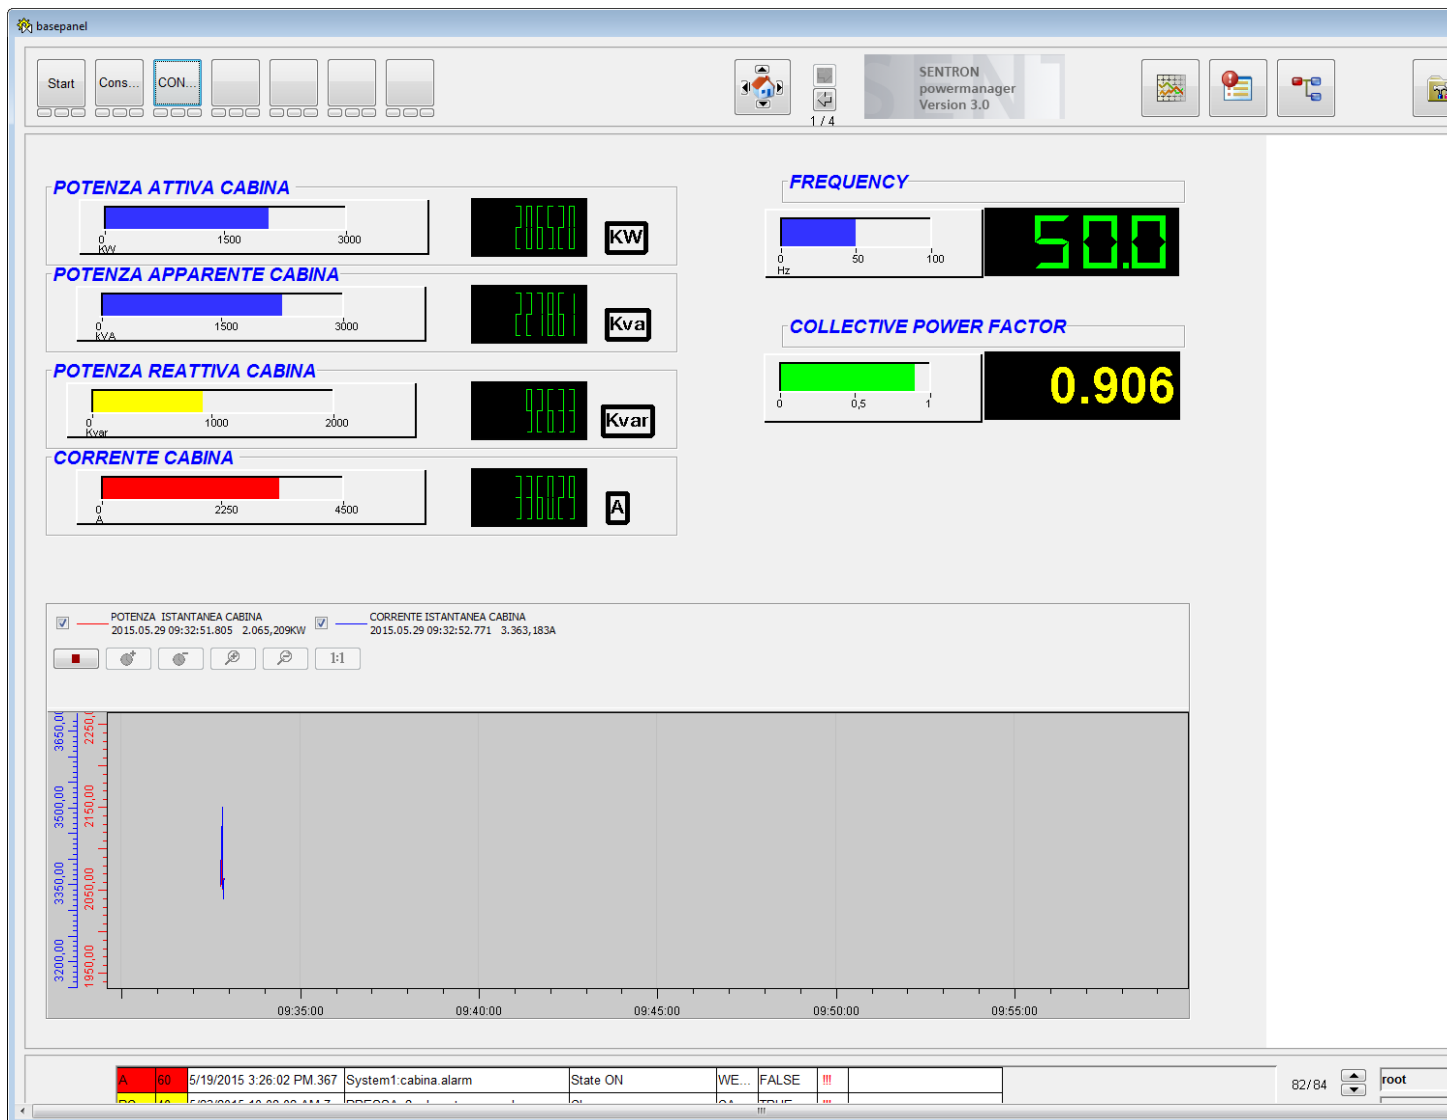 basepanel
Start
Cons...
CON...
1 / 4
SENTRON
powermanager
Version 3.0
POTENZA ATTIVA CABINA
0 1500 3000
KW
206520
KW
POTENZA APPARENTE CABINA
0 1500 3000
kVA
221861
Kva
POTENZA REATTIVA CABINA
0 1000 2000
Kvar
92633
Kvar
CORRENTE CABINA
0 2250 4500
A
336029
A
FREQUENCY
0 50 100
Hz
50.0
COLLECTIVE POWER FACTOR
0 0,5 1
0.906
POTENZA ISTANTANEA CABINA
2015.05.29 09:32:51.805 2.065,209KW
CORRENTE ISTANTANEA CABINA
2015.05.29 09:32:52.771 3.363,183A
1:1
3650,00
3500,00
3350,00
3200,00
2250,
2150,00
2050,00
1950,00
09:35:00 09:40:00 09:45:00 09:50:00 09:55:00
A 60 5/19/2015 3:26:02 PM.367 System1:cabina.alarm State ON WE... FALSE !!!
82/84
root